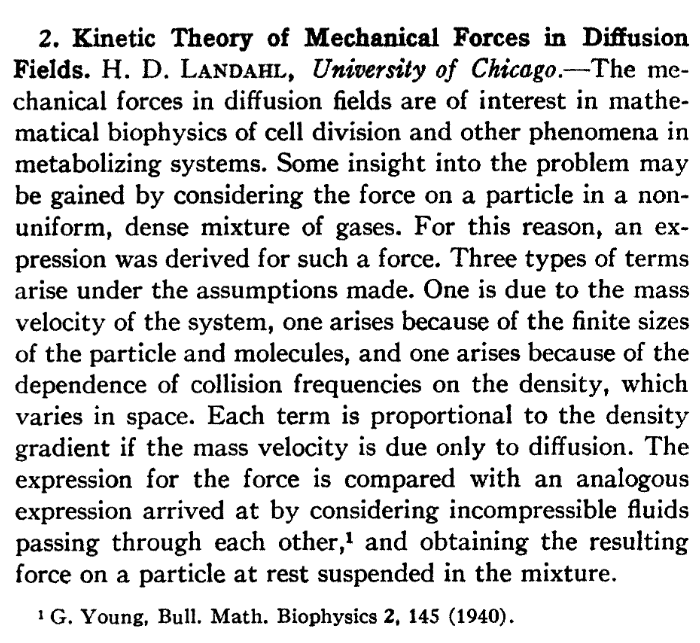 2. Kinetic Theory of Mechanical Forces in Diffusion
Fields. H. D. LANDAHL, University of Chicago.—The me-
chanical forces in diffusion fields are of interest in mathe-
matical biophysics of cell division and other phenomena in
metabolizing systems. Some insight into the problem may
be gained by considering the force on a particle in a non-
uniform, dense mixture of gases. For this reason, an ex-
pression was derived for such a force. Three types of terms
arise under the assumptions made. One is due to the mass
velocity of the system, one arises because of the finite sizes
of the particle and molecules, and one arises because of the
dependence of collision frequencies on the density, which
varies in space. Each term is proportional to the density
gradient if the mass velocity is due only to diffusion. The
expression for the force is compared with an analogous
expression arrived at by considering incompressible fluids
passing through each other,¹ and obtaining the resulting
force on a particle at rest suspended in the mixture.
¹ G. Young, Bull. Math. Biophysics 2, 145 (1940).